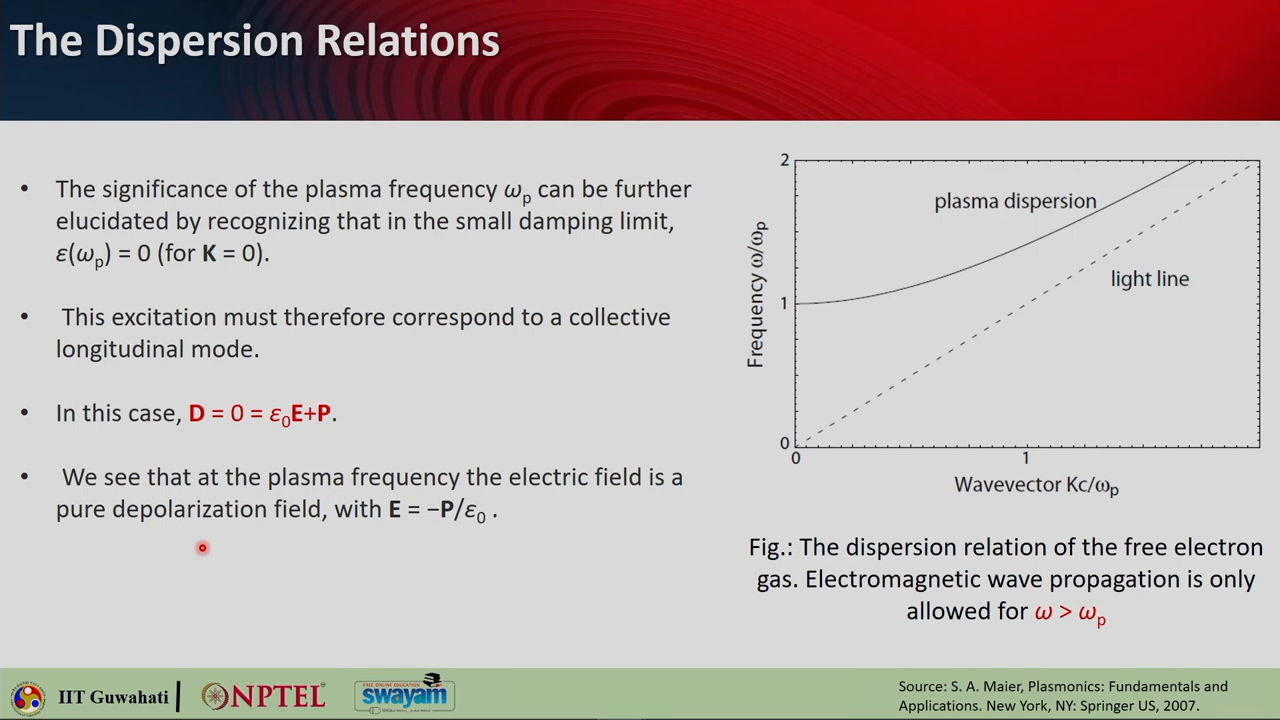 The Dispersion Relations
• The significance of the plasma frequency ωp can be further
elucidated by recognizing that in the small damping limit,
ε(ωp) = 0 (for K = 0).
• This excitation must therefore correspond to a collective
longitudinal mode.
• In this case, D = 0 = ε0E+P.
• We see that at the plasma frequency the electric field is a
pure depolarization field, with E = −P/ε0 .
2
1
0
Frequency ω/ωp
plasma dispersion
light line
0
1
Wavevector Kc/ωp
Fig.: The dispersion relation of the free electron
gas. Electromagnetic wave propagation is only
allowed for ω > ωp
IIT Guwahati
NPTEL
FREE ONLINE EDUCATION
swayam
Source: S. A. Maier, Plasmonics: Fundamentals and
Applications. New York, NY: Springer US, 2007.